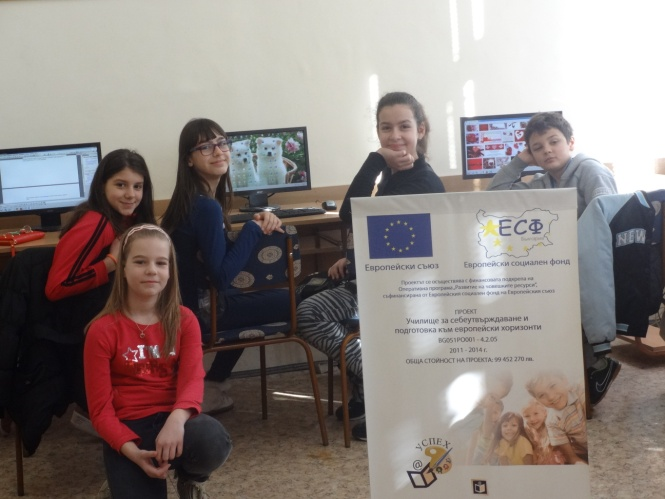 Европейски съюз
ЕСФ
България
Европейски социален фонд
Проектът се осъществява с финансовата подкрепа на
Оперативна програма „Развитие на човешките ресурси",
съфинансирана от Европейския социален фонд на Европейския съюз
ПРОЕКТ
Училище за себеутвърждаване и
подготовка към европейски хоризонти
BG051PO001 - 4.2.05
2011 - 2014 г.
ОБЩА СТОЙНОСТ НА ПРОЕКТА: 99 452 270 лв.
УСПЕХ
NEW